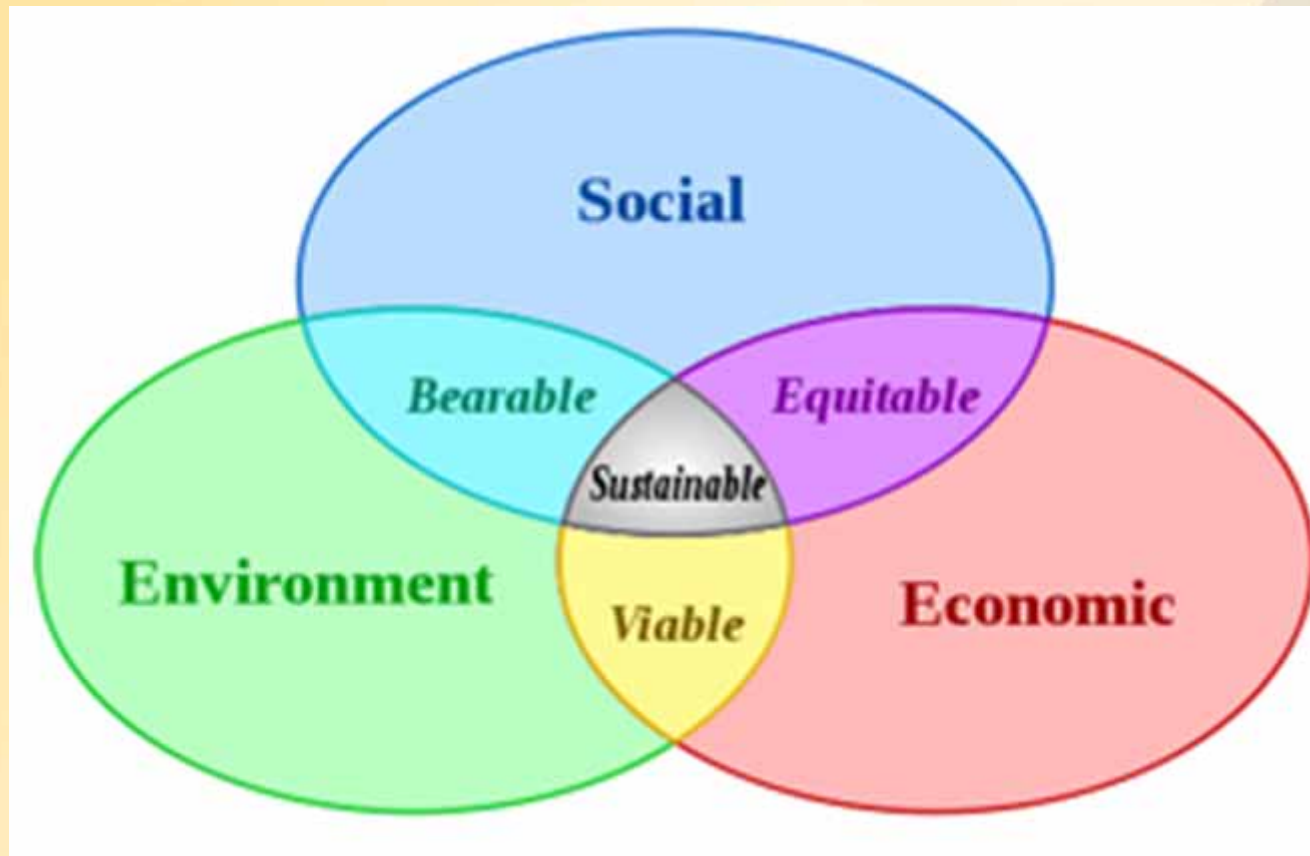 Social
Bearable
Equitable
Sustainable
Environment
Economic
Viable